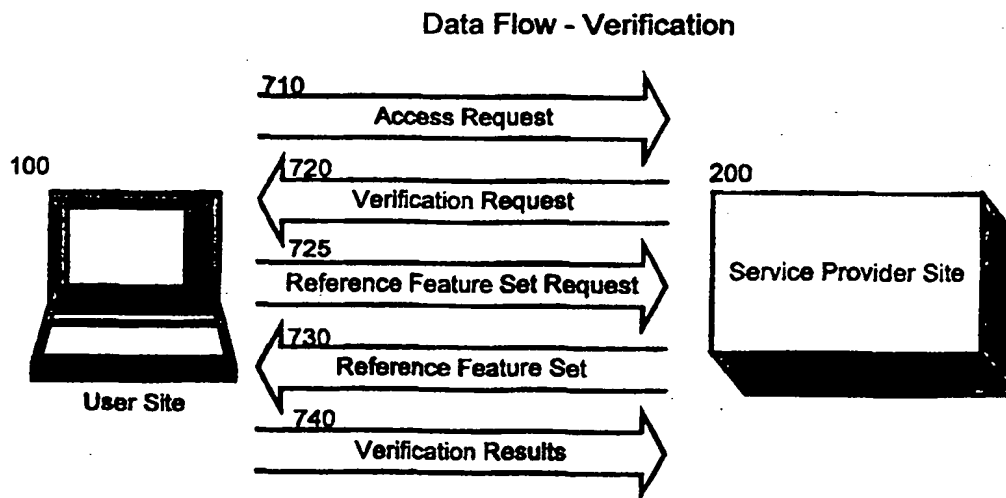 Data Flow - Verification
710
Access Request
100
720
200
Verification Request
725
Service Provider Site
Reference Feature Set Request
730
Reference Feature Set
User Site
740
Verification Results